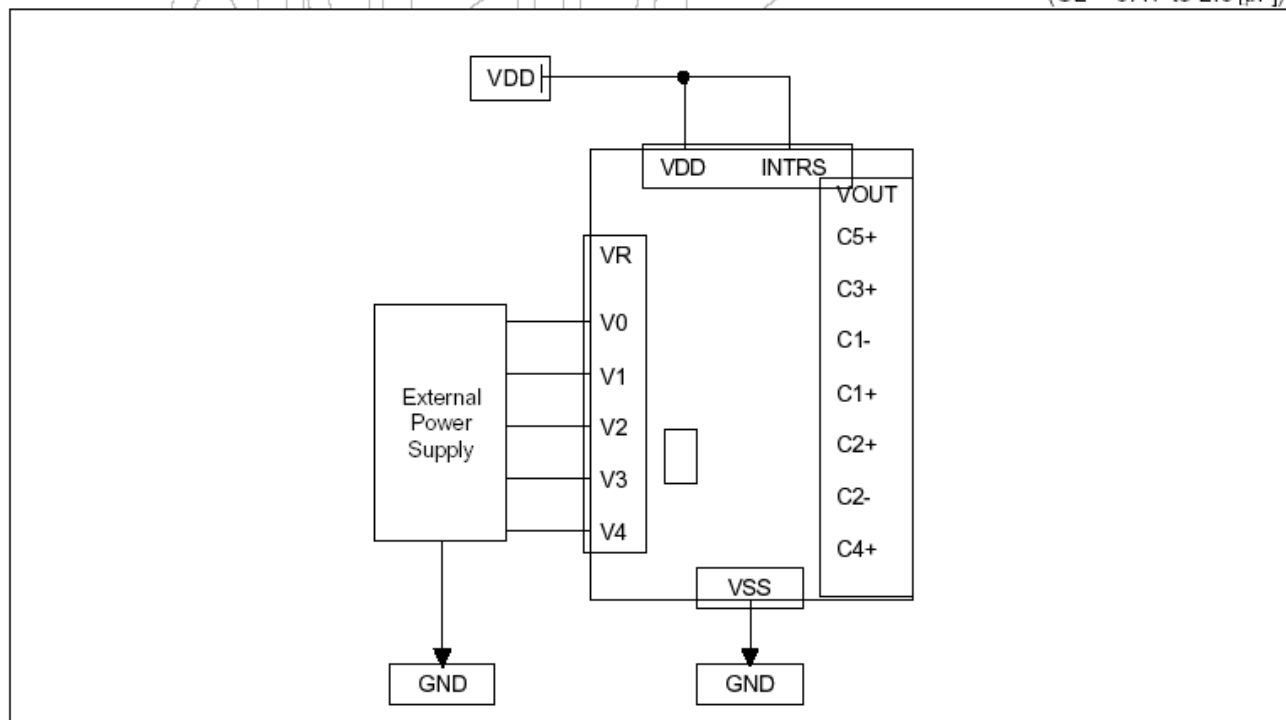 VDD
VDD INTRS
VOUT
C5+
C3+
C1-
C1+
C2+
C2-
C4+
VR
V0
V1
V2
V3
V4
External
Power
Supply
VSS
GND
GND